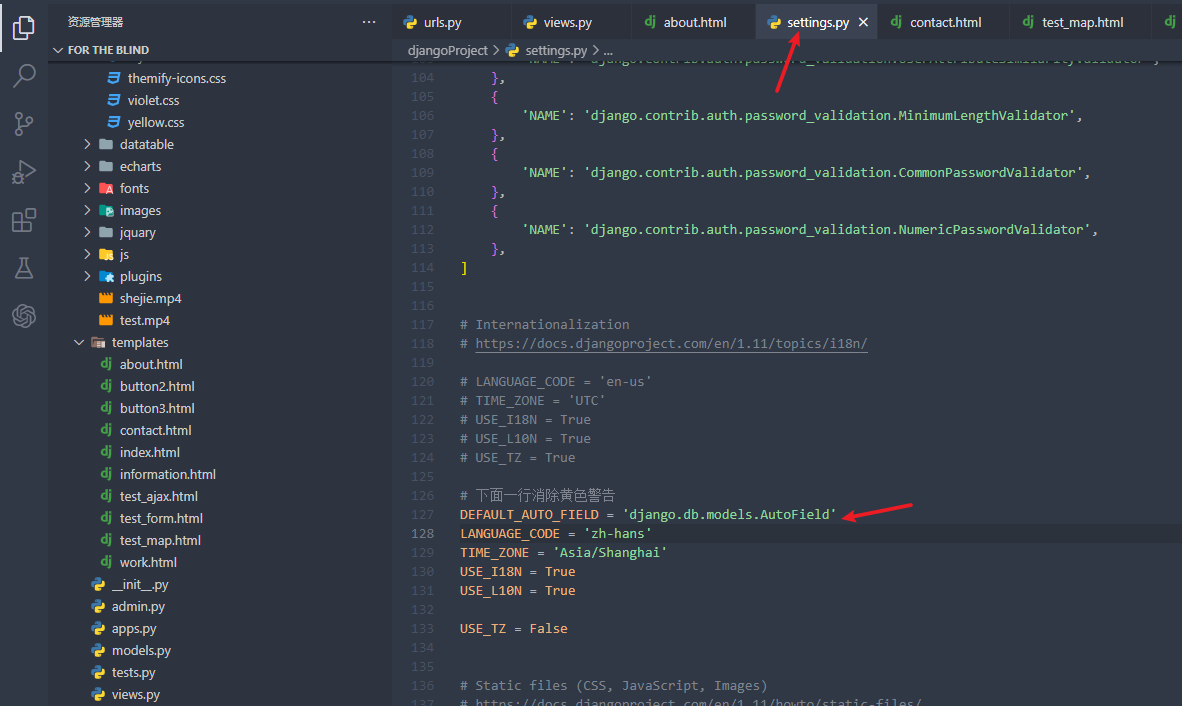 资源管理器
···
urls.py
views.py
about.html
settings.py
contact.html
test_map.html
FOR THE BLIND
djangoProject > settings.py > ...
themify-icons.css
violet.css
yellow.css
datatable
echarts
fonts
images
jquary
js
plugins
shejie.mp4
test.mp4
templates
about.html
button2.html
button3.html
contact.html
index.html
information.html
test_ajax.html
test_form.html
test_map.html
work.html
__init__.py
admin.py
apps.py
models.py
tests.py
views.py
104 },
105 {
106 'NAME': 'django.contrib.auth.password_validation.MinimumLengthValidator',
107 },
108 {
109 'NAME': 'django.contrib.auth.password_validation.CommonPasswordValidator',
110 },
111 {
112 'NAME': 'django.contrib.auth.password_validation.NumericPasswordValidator',
113 },
114 ]
115
116
117 # Internationalization
118 # https://docs.djangoproject.com/en/1.11/topics/i18n/
119
120 # LANGUAGE_CODE = 'en-us'
121 # TIME_ZONE = 'UTC'
122 # USE_I18N = True
123 # USE_L10N = True
124 # USE_TZ = True
125
126 # 下面一行消除黄色警告
127 DEFAULT_AUTO_FIELD = 'django.db.models.AutoField'
128 LANGUAGE_CODE = 'zh-hans'
129 TIME_ZONE = 'Asia/Shanghai'
130 USE_I18N = True
131 USE_L10N = True
132
133 USE_TZ = False
134
135
136 # Static files (CSS, JavaScript, Images)
137 # https://docs.djangoproject.com/en/1.11/howto/static-files/